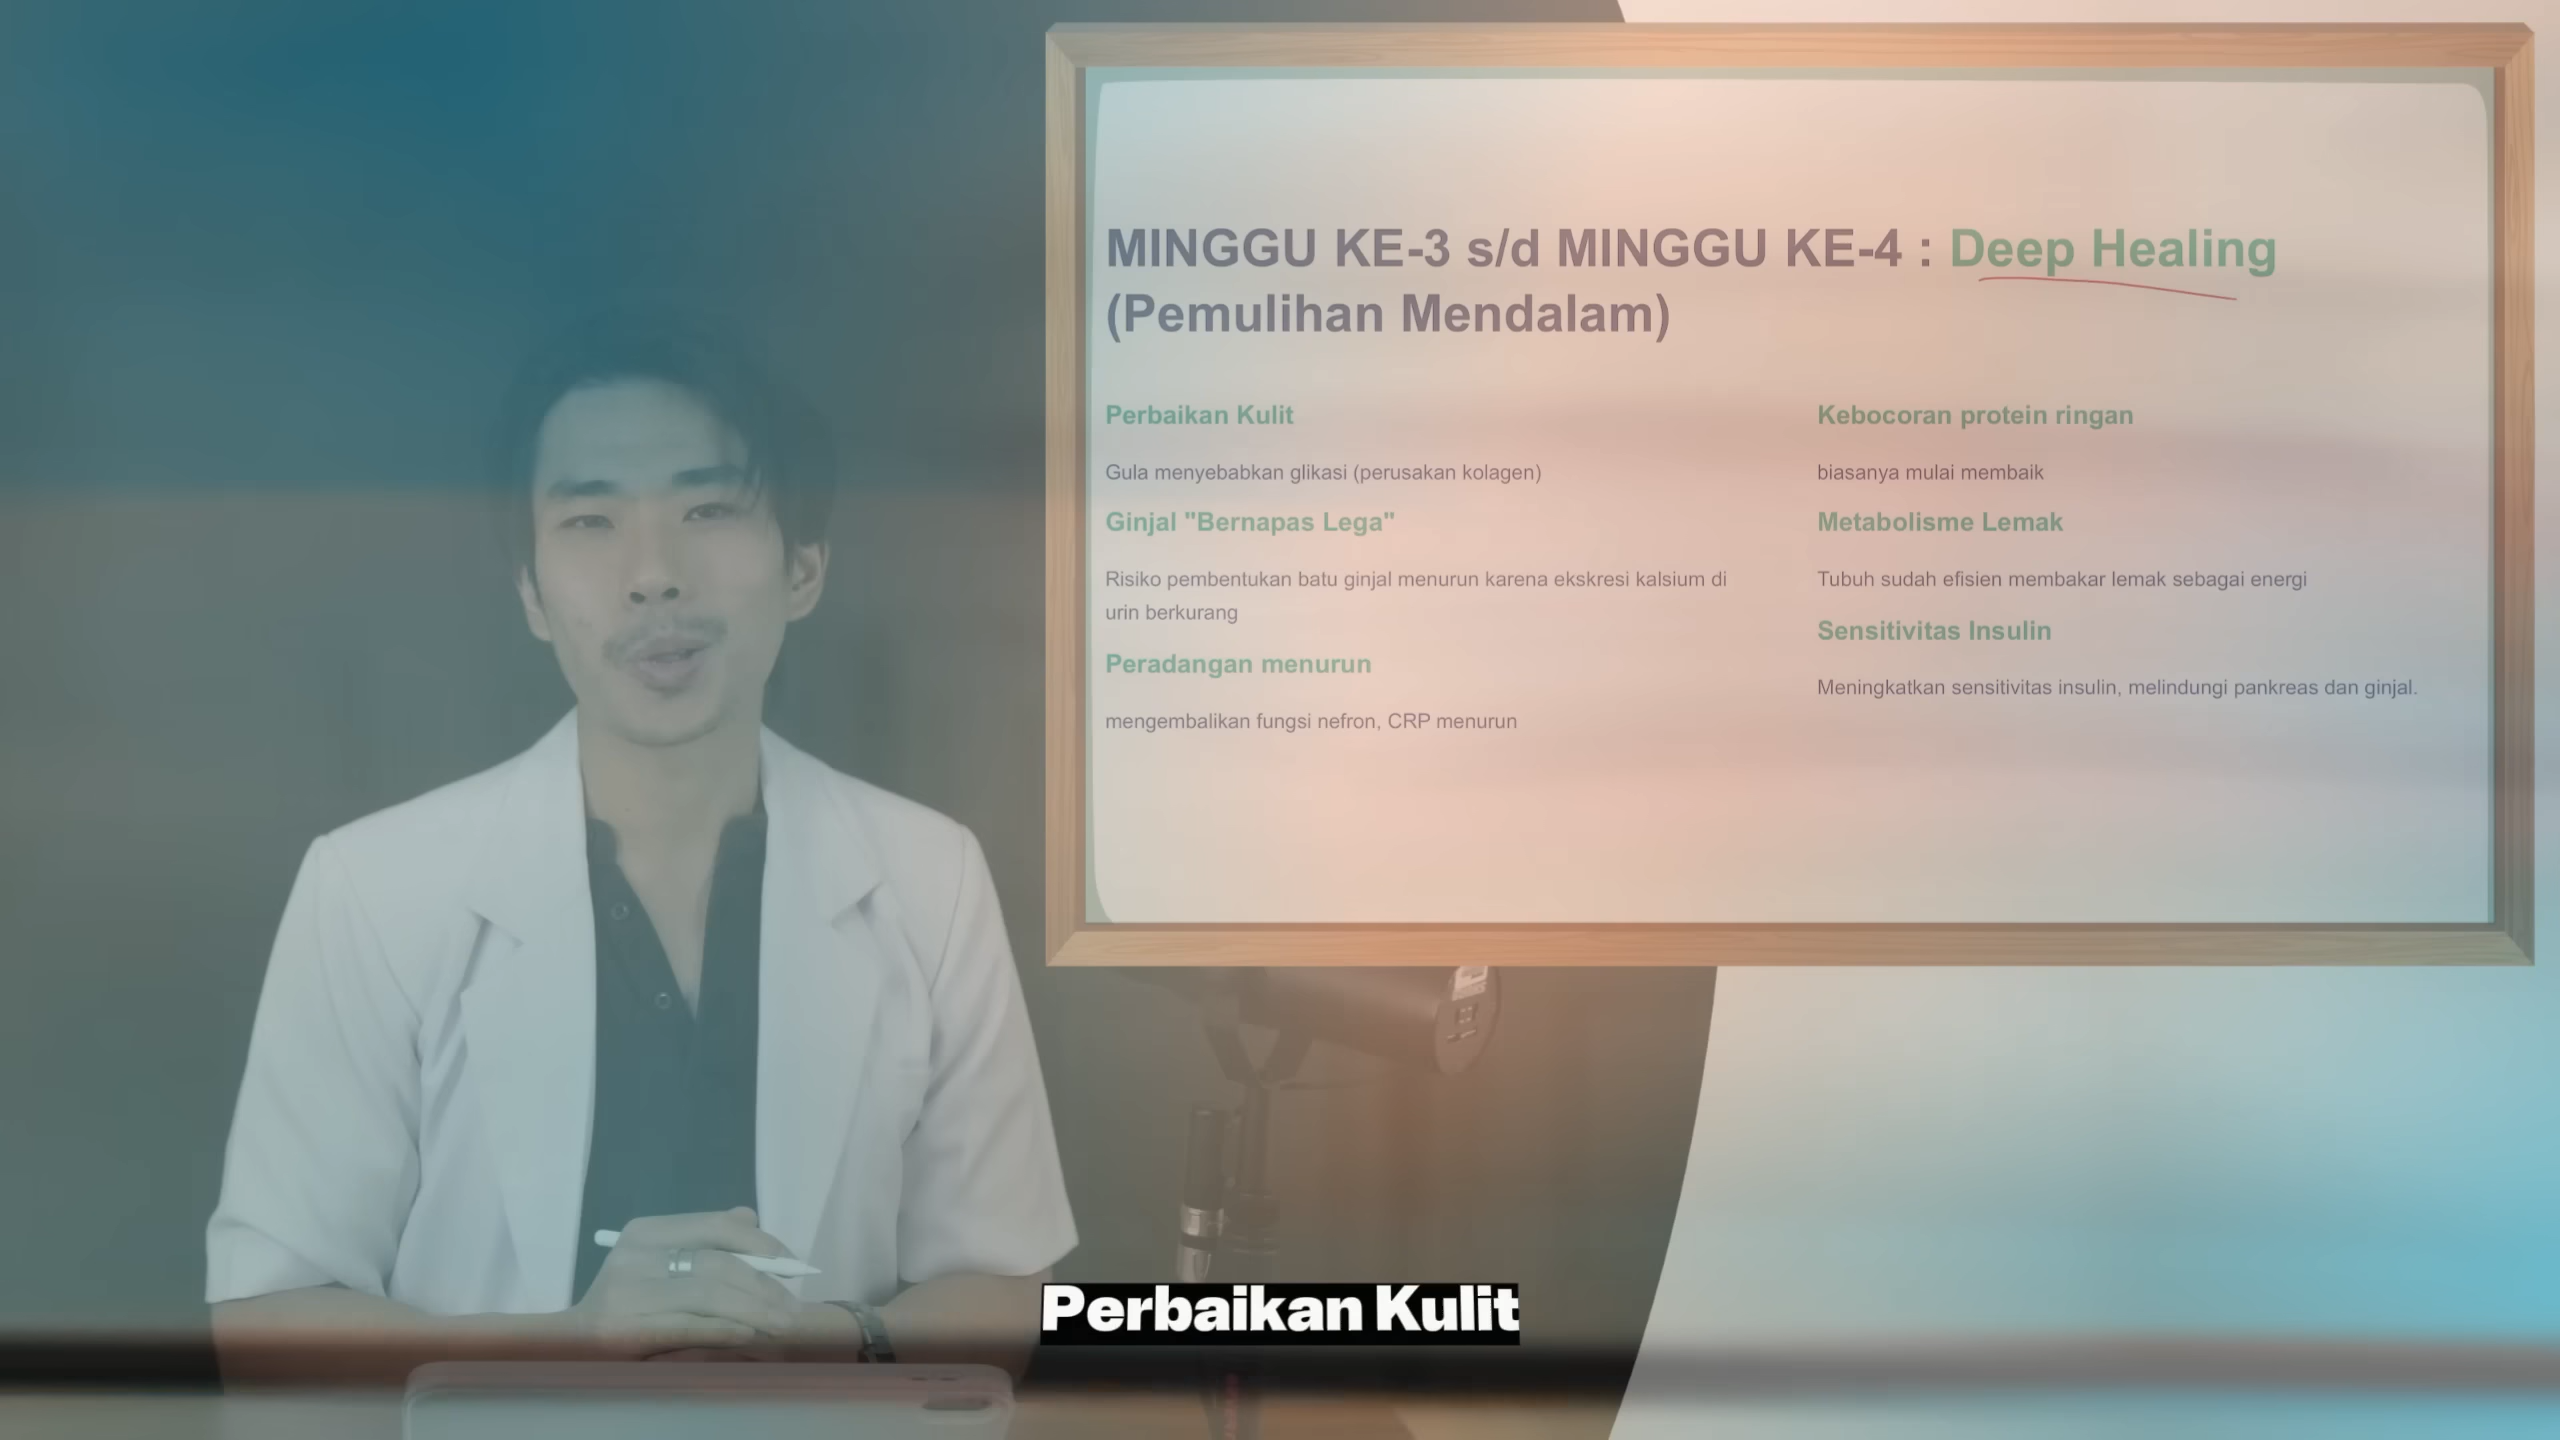 MINGGU KE-3 s/d MINGGU KE-4 : Deep Healing
(Pemulihan Mendalam)
Perbaikan Kulit
Gula menyebabkan glikasi (perusakan kolagen)
Ginjal "Bernapas Lega"
Risiko pembentukan batu ginjal menurun karena ekskresi kalsium di
urin berkurang
Peradangan menurun
mengembalikan fungsi nefron, CRP menurun
Kebocoran protein ringan
biasanya mulai membaik
Metabolisme Lemak
Tubuh sudah efisien membakar lemak sebagai energi
Sensitivitas Insulin
Meningkatkan sensitivitas insulin, melindungi pankreas dan ginjal.
Perbaikan Kulit